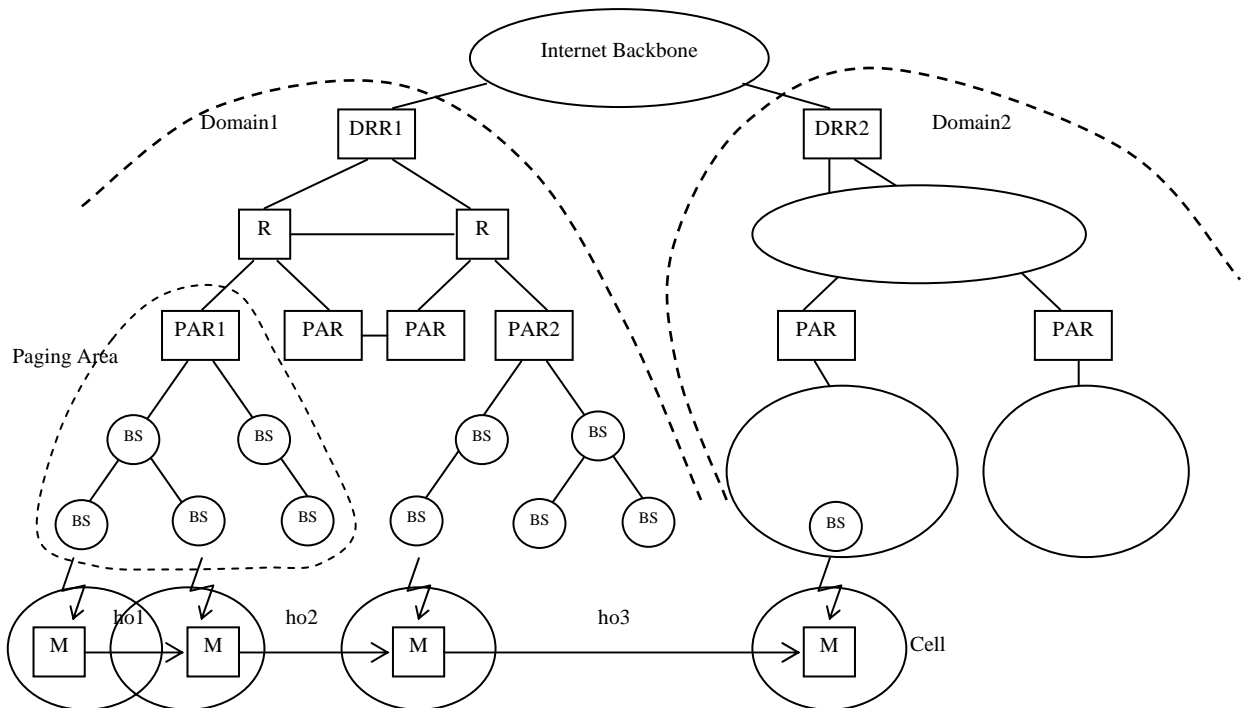 Internet Backbone
Domain1
DRR1
DRR2
Domain2
R
R
PAR1
PAR
PAR
PAR2
PAR
PAR
Paging Area
BS
BS
BS
BS
BS
BS
BS
BS
BS
BS
BS
ho1
ho2
ho3
M
M
M
M
Cell